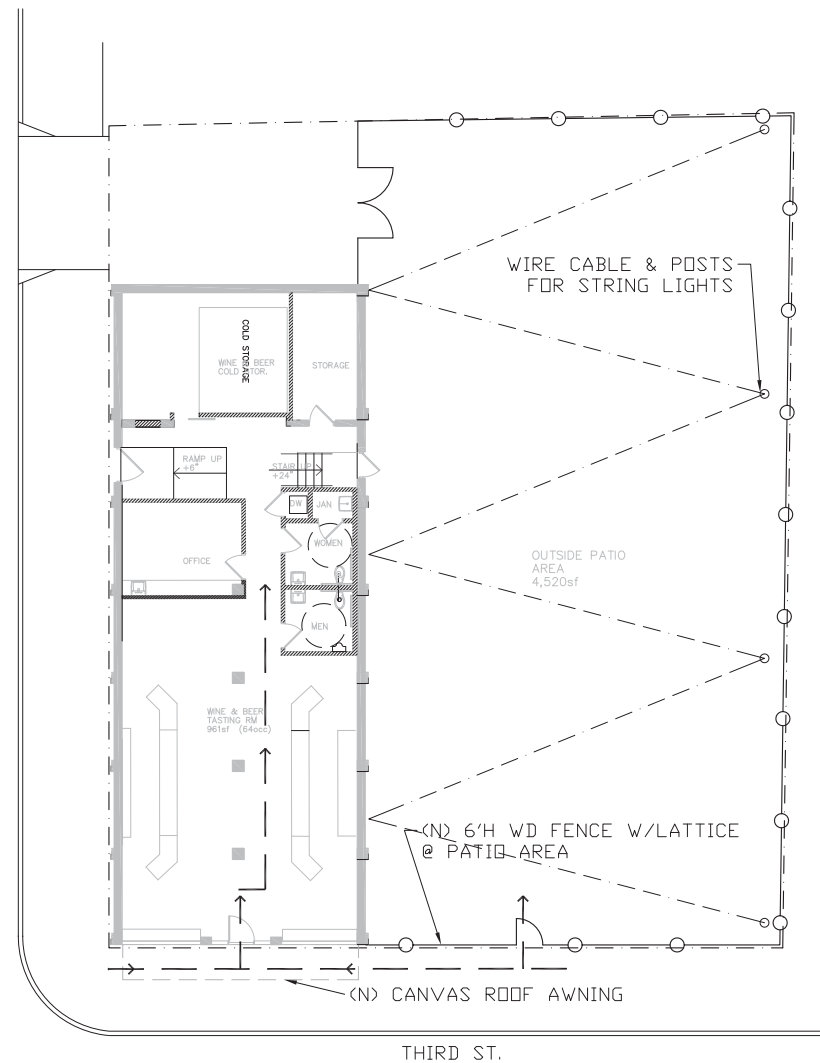 WIRE CABLE & POSTS
FOR STRING LIGHTS
COLD STORAGE
WINE & BEER
COLD STOR.
STORAGE
RAMP UP
+6"
STAIR UP
+24"
DW
JAN
WOMEN
OFFICE
OUTSIDE PATIO
AREA
4,520sf
MEN
WINE & BEER
TASTING RM
961sf (64occ)
(N) 6'H WD FENCE W/LATTICE
@ PATIO AREA
(N) CANVAS ROOF AWNING
THIRD ST.